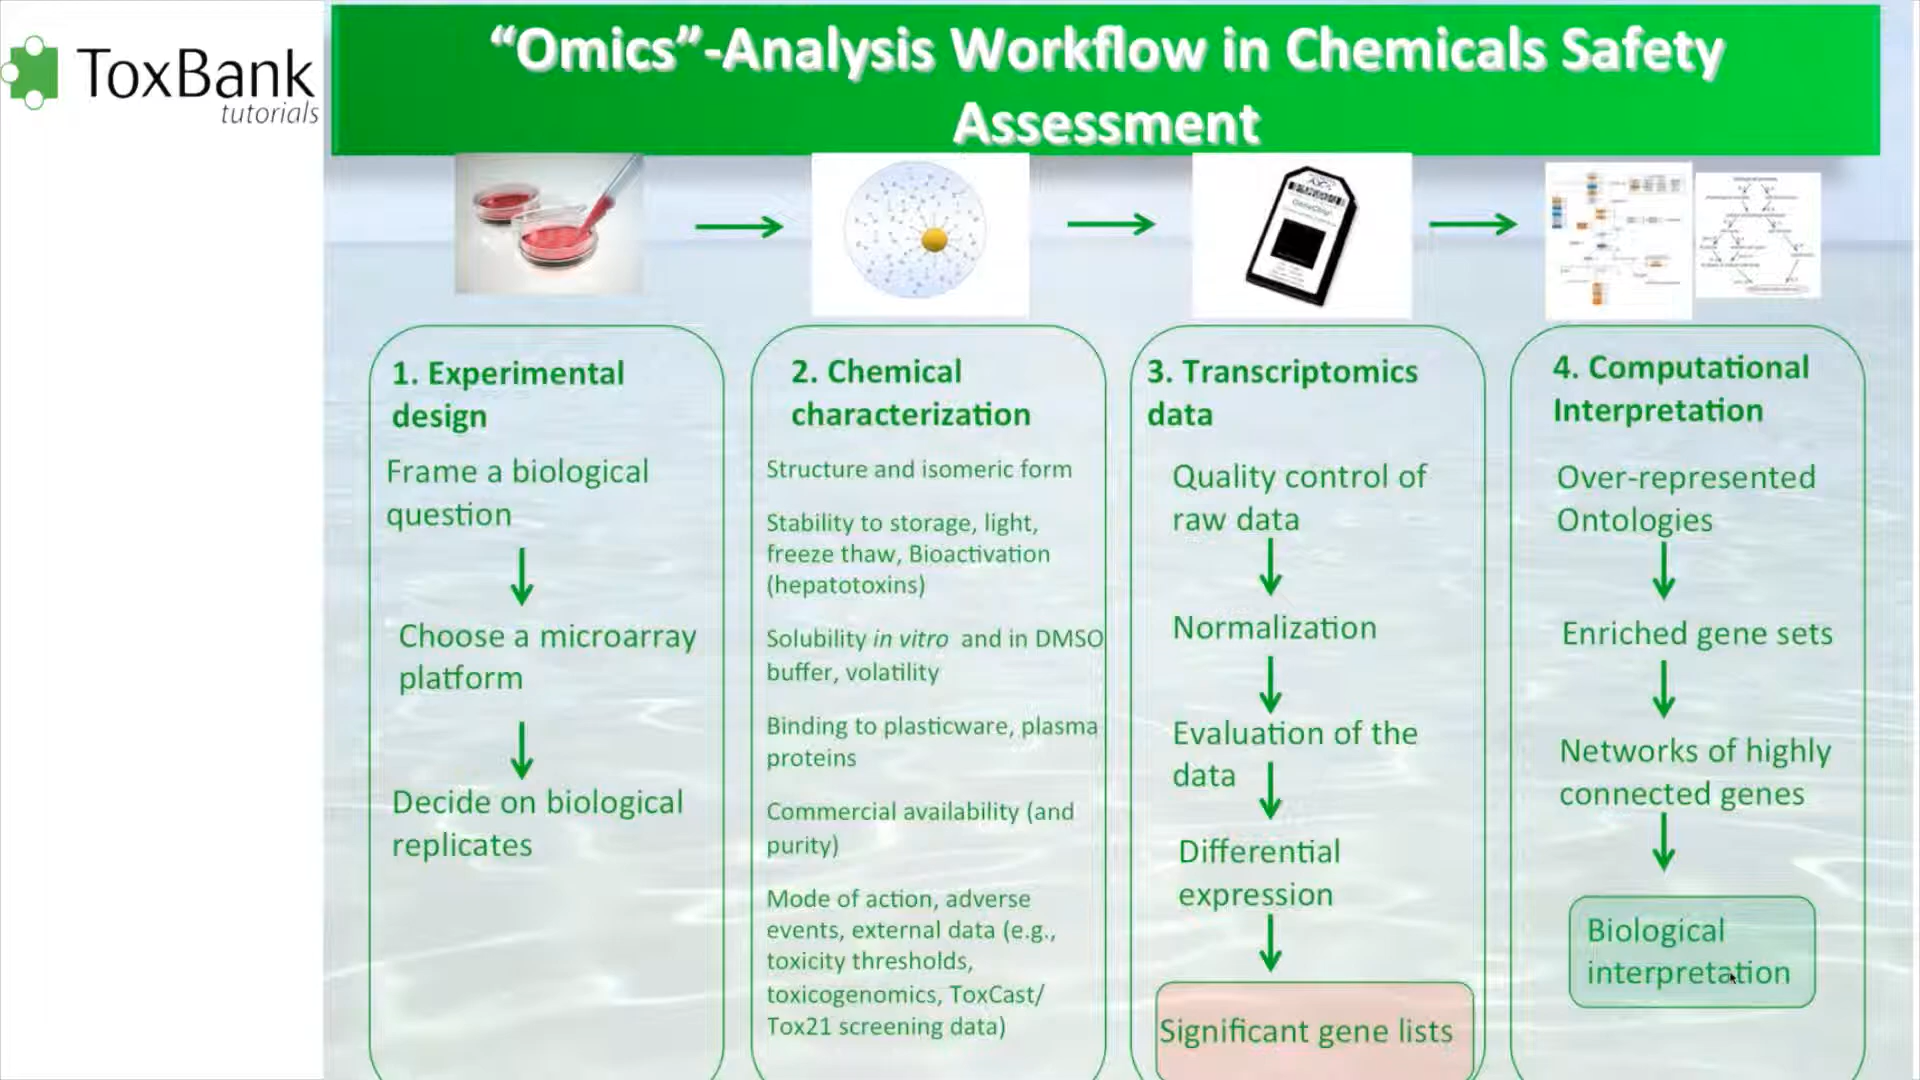 ToxBank
tutorials
“Omics”-Analysis Workflow in Chemicals Safety
Assessment
1. Experimental
design
Frame a biological
question
Choose a microarray
platform
Decide on biological
replicates
2. Chemical
characterization
Structure and isomeric form
Stability to storage, light,
freeze thaw, Bioactivation
(hepatotoxins)
Solubility in vitro and in DMSO
buffer, volatility
Binding to plasticware, plasma
proteins
Commercial availability (and
purity)
Mode of action, adverse
events, external data (e.g.,
toxicity thresholds,
toxicogenomics, ToxCast/
Tox21 screening data)
3. Transcriptomics
data
Quality control of
raw data
Normalization
Evaluation of the
data
Differential
expression
Significant gene lists
4. Computational
Interpretation
Over-represented
Ontologies
Enriched gene sets
Networks of highly
connected genes
Biological
interpretation